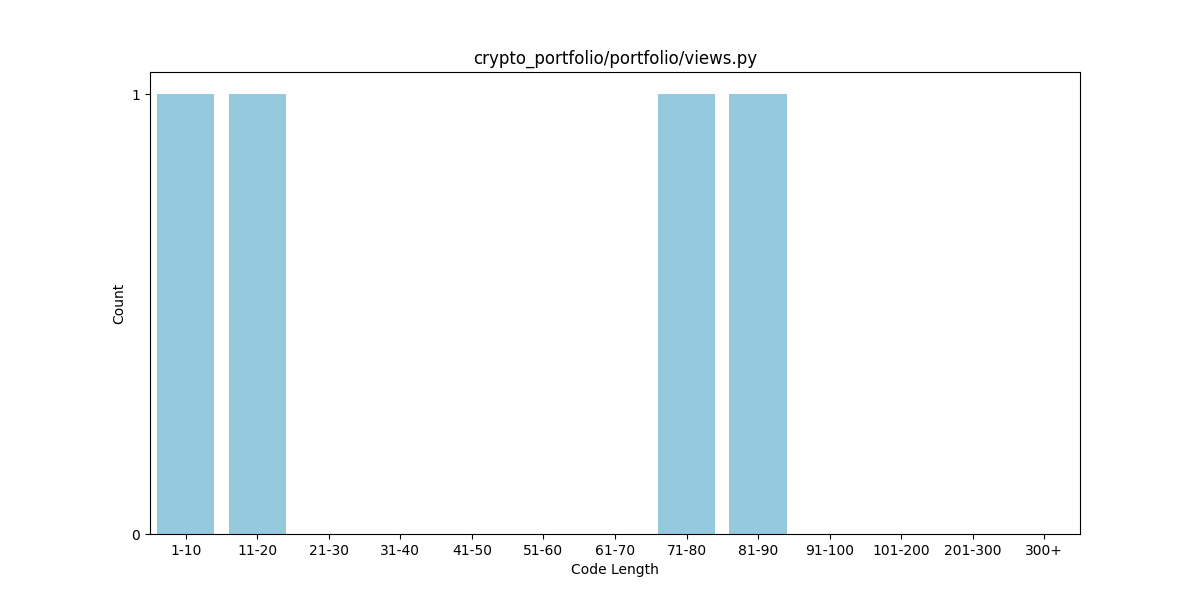 crypto_portfolio/portfolio/views.py
1
Count
0
1-10 11-20 21-30 31-40 41-50 51-60 61-70 71-80 81-90 91-100 101-200 201-300 300+
Code Length